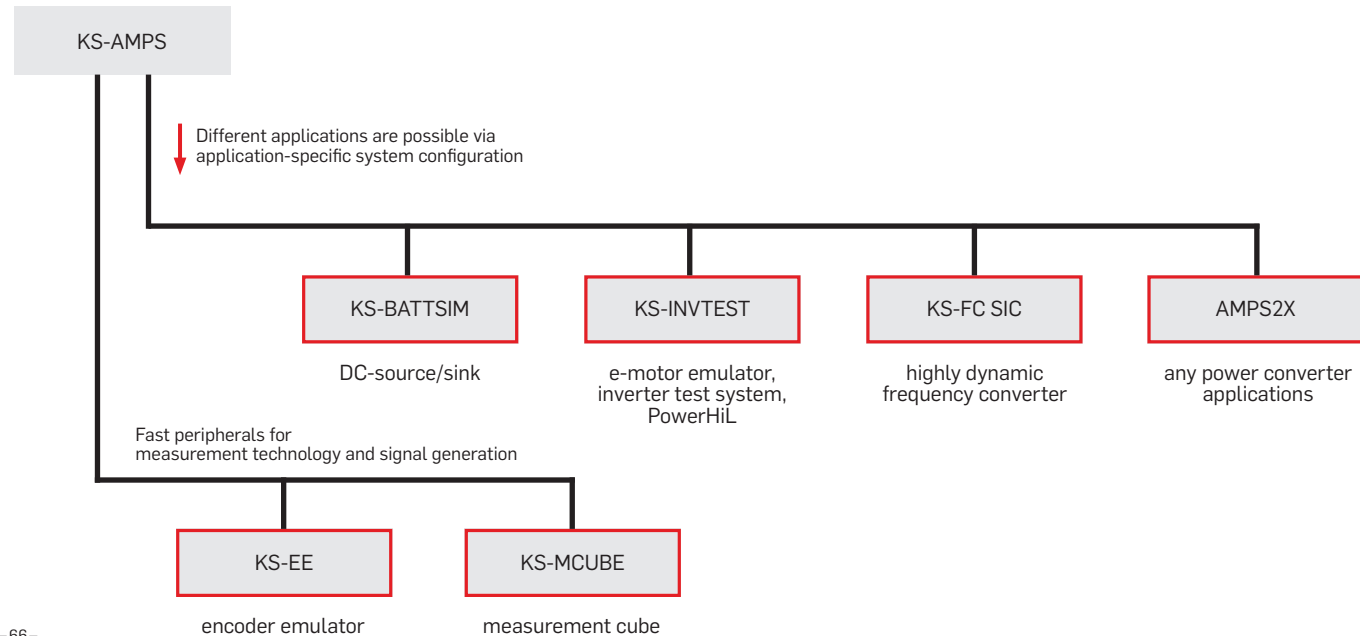 KS-AMPS
Different applications are possible via
application-specific system configuration
KS-BATTSIM
DC-source/sink
KS-INVTEST
e-motor emulator,
inverter test system,
PowerHiL
KS-FC SIC
highly dynamic
frequency converter
AMPS2X
any power converter
applications
Fast peripherals for
measurement technology and signal generation
KS-EE
encoder emulator
KS-MCUBE
measurement cube
–66–